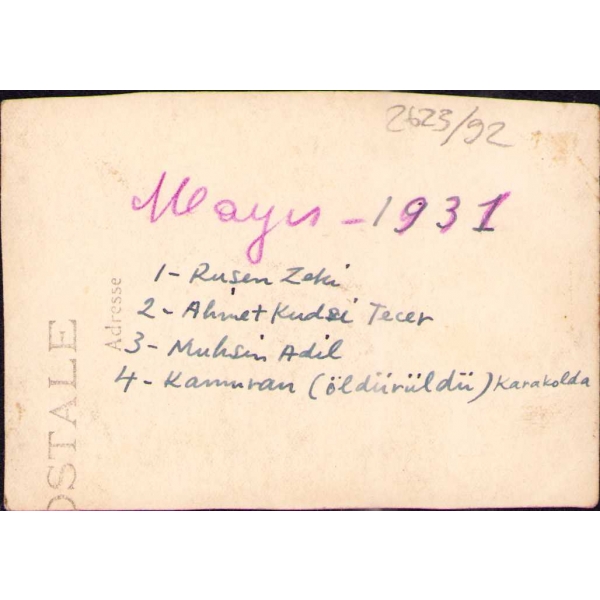 2623/92
Mayıs - 1931
1- Ruşen Zeki
2- Ahmet Kudsi Tecer
3- Muhsin Adil
4- Kamuran (öldürüldü) Karakolda
Adresse
OSTALE